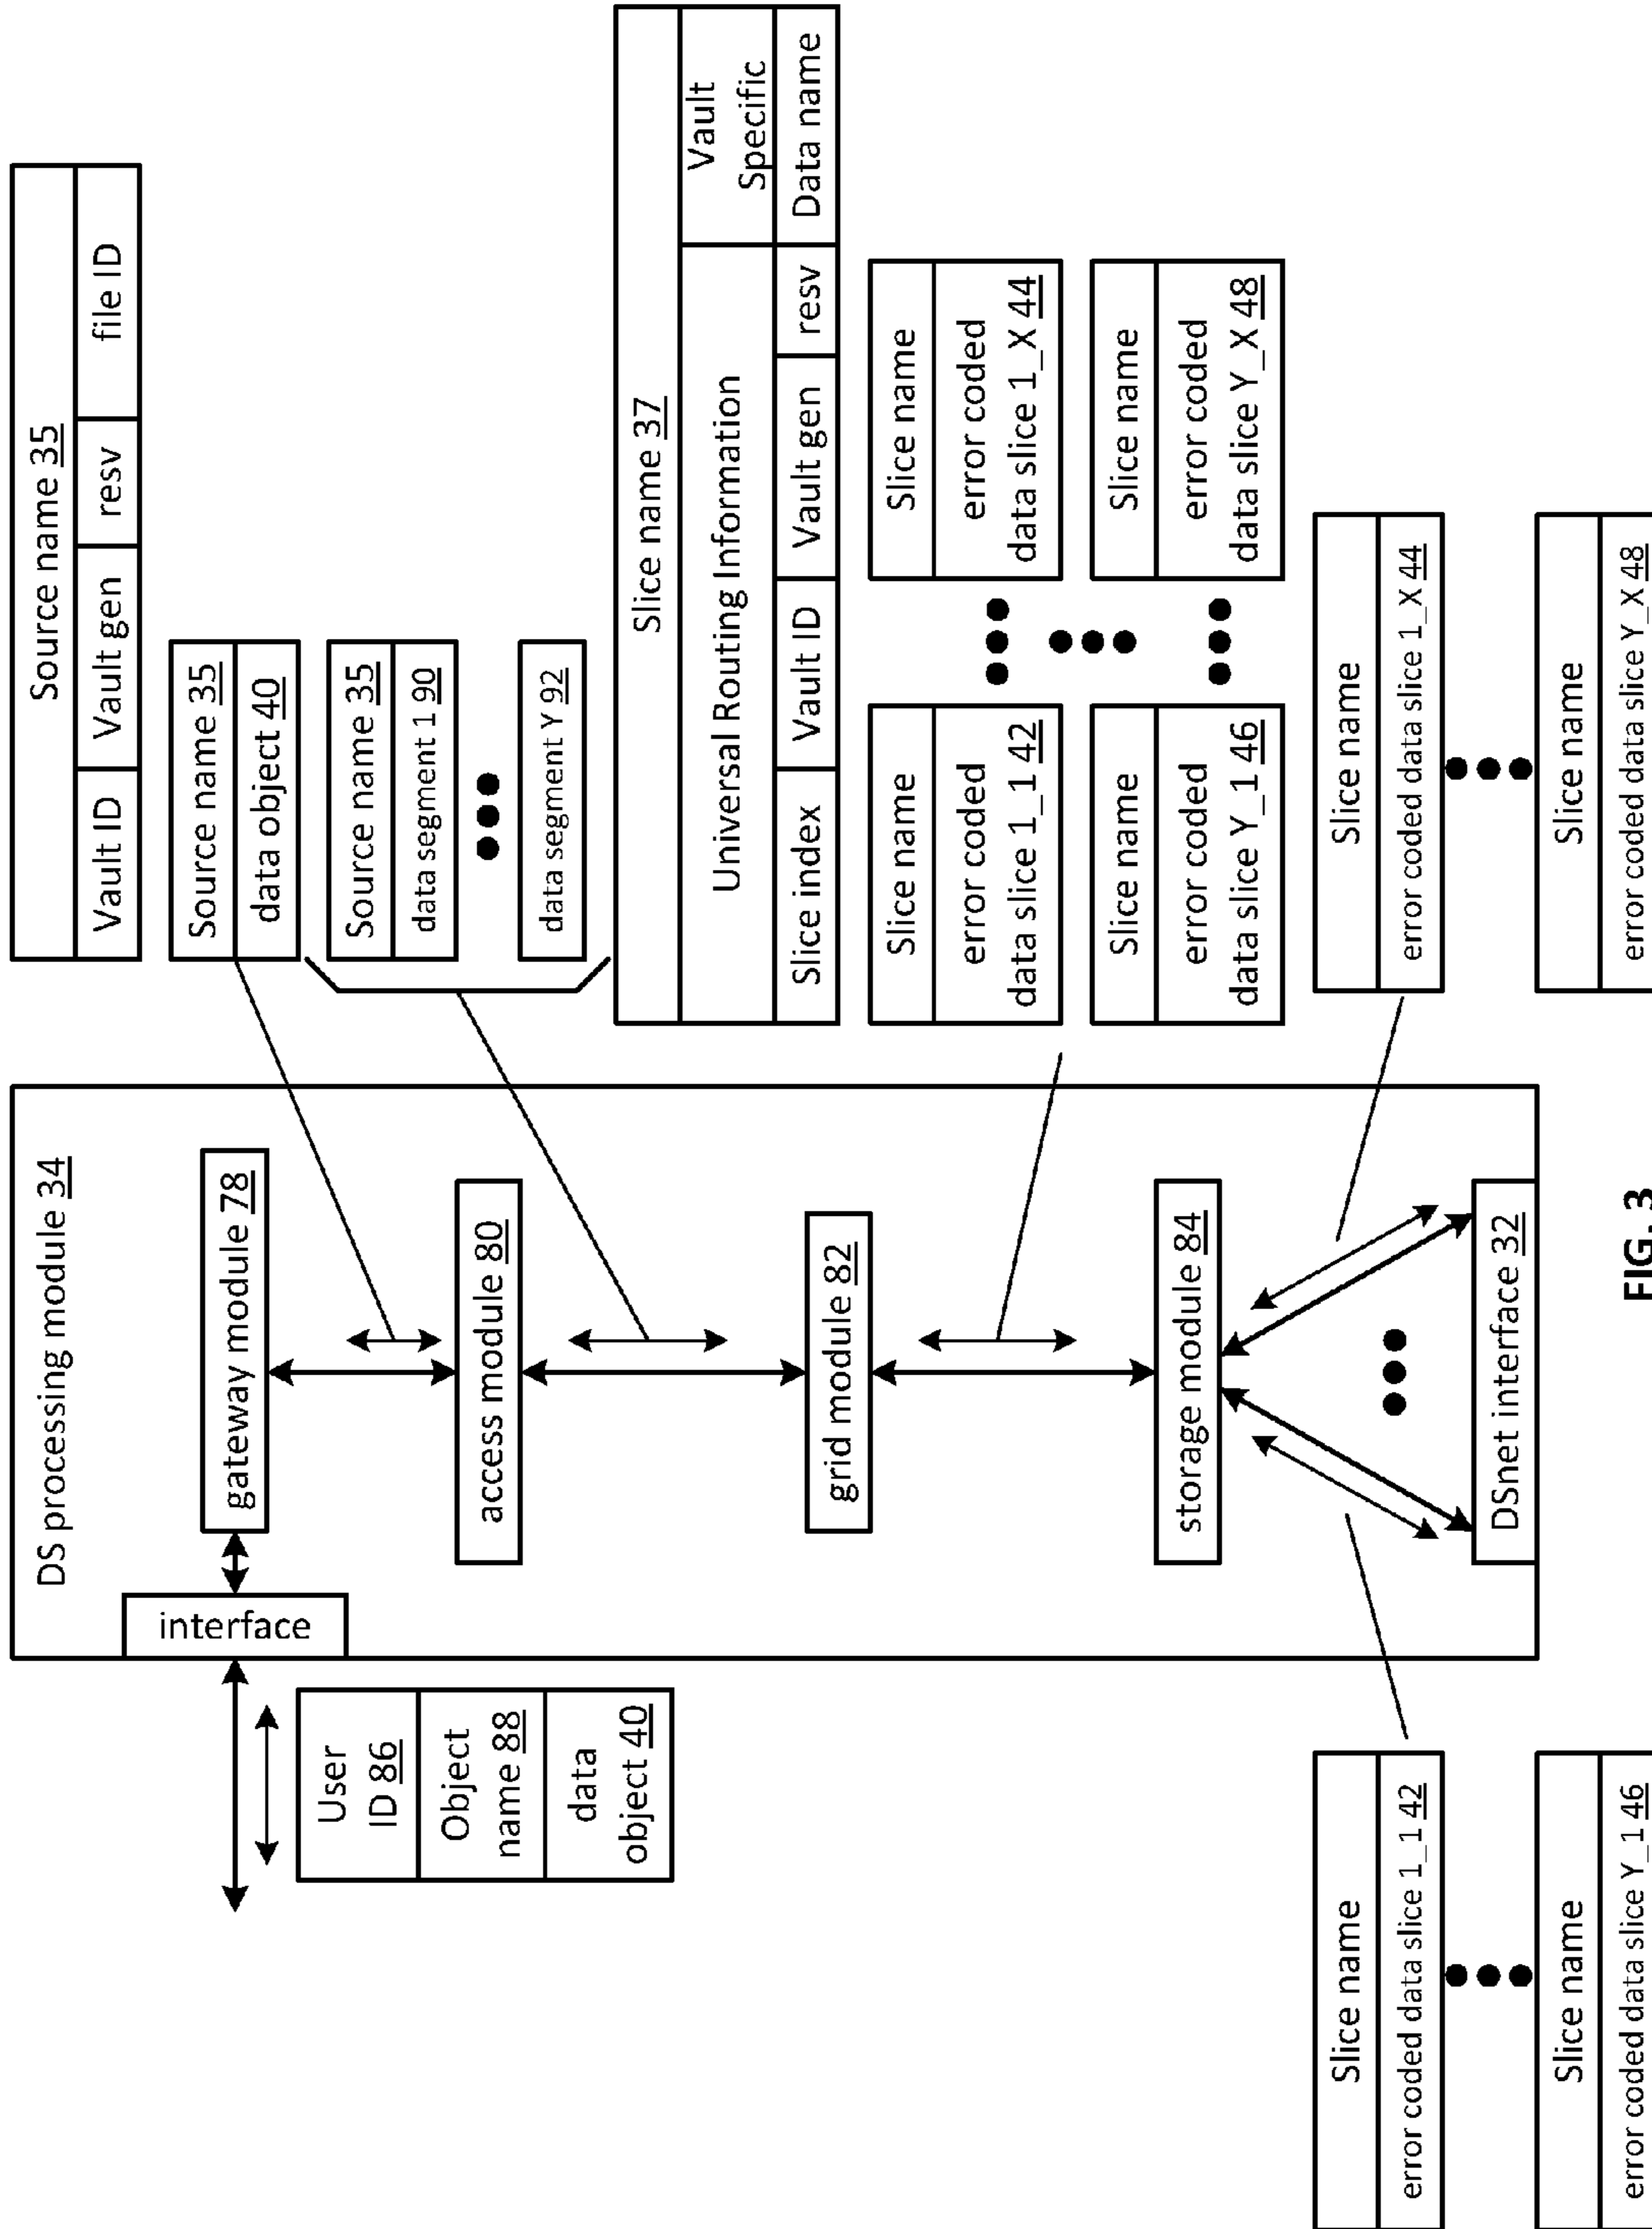 DS processing module 34
interface
gateway module 78
access module 80
grid module 82
storage module 84
DSnet interface 32
User
ID 86
Object
name 88
data
object 40
Source name 35
Vault ID
Vault gen
resv
file ID
Source name 35
data object 40
Source name 35
data segment 1 90
data segment Y 92
Slice name 37
Universal Routing Information
Vault
Specific
Slice index
Vault ID
Vault gen
resv
Data name
Slice name
error coded
data slice 1_1 42
Slice name
error coded
data slice 1_X 44
Slice name
error coded
data slice Y_1 46
Slice name
error coded
data slice Y_X 48
Slice name
error coded data slice 1_1 42
Slice name
error coded data slice Y_1 46
Slice name
error coded data slice 1_X 44
Slice name
error coded data slice Y_X 48
FIG. 3